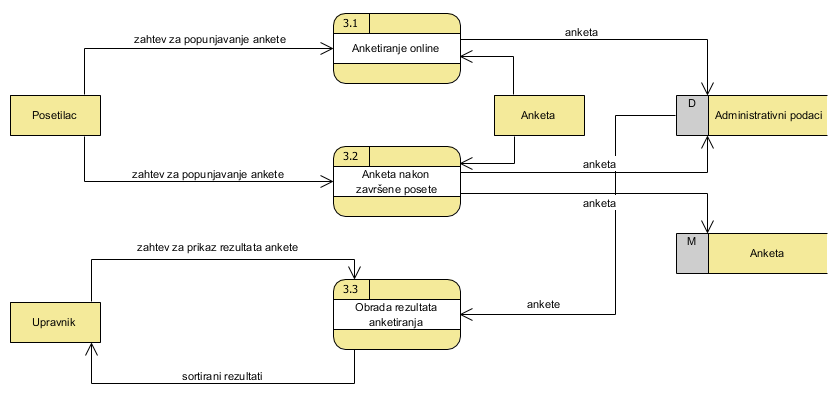 3.1
zahtev za popunjavanje ankete
Anketiranje online
anketa
Posetilac
Anketa
D
Administrativni podaci
3.2
zahtev za popunjavanje ankete
Anketa nakon
završene posete
anketa
anketa
M
Anketa
zahtev za prikaz rezultata ankete
3.3
Upravnik
Obrada rezultata
anketiranja
ankete
sortirani rezultati